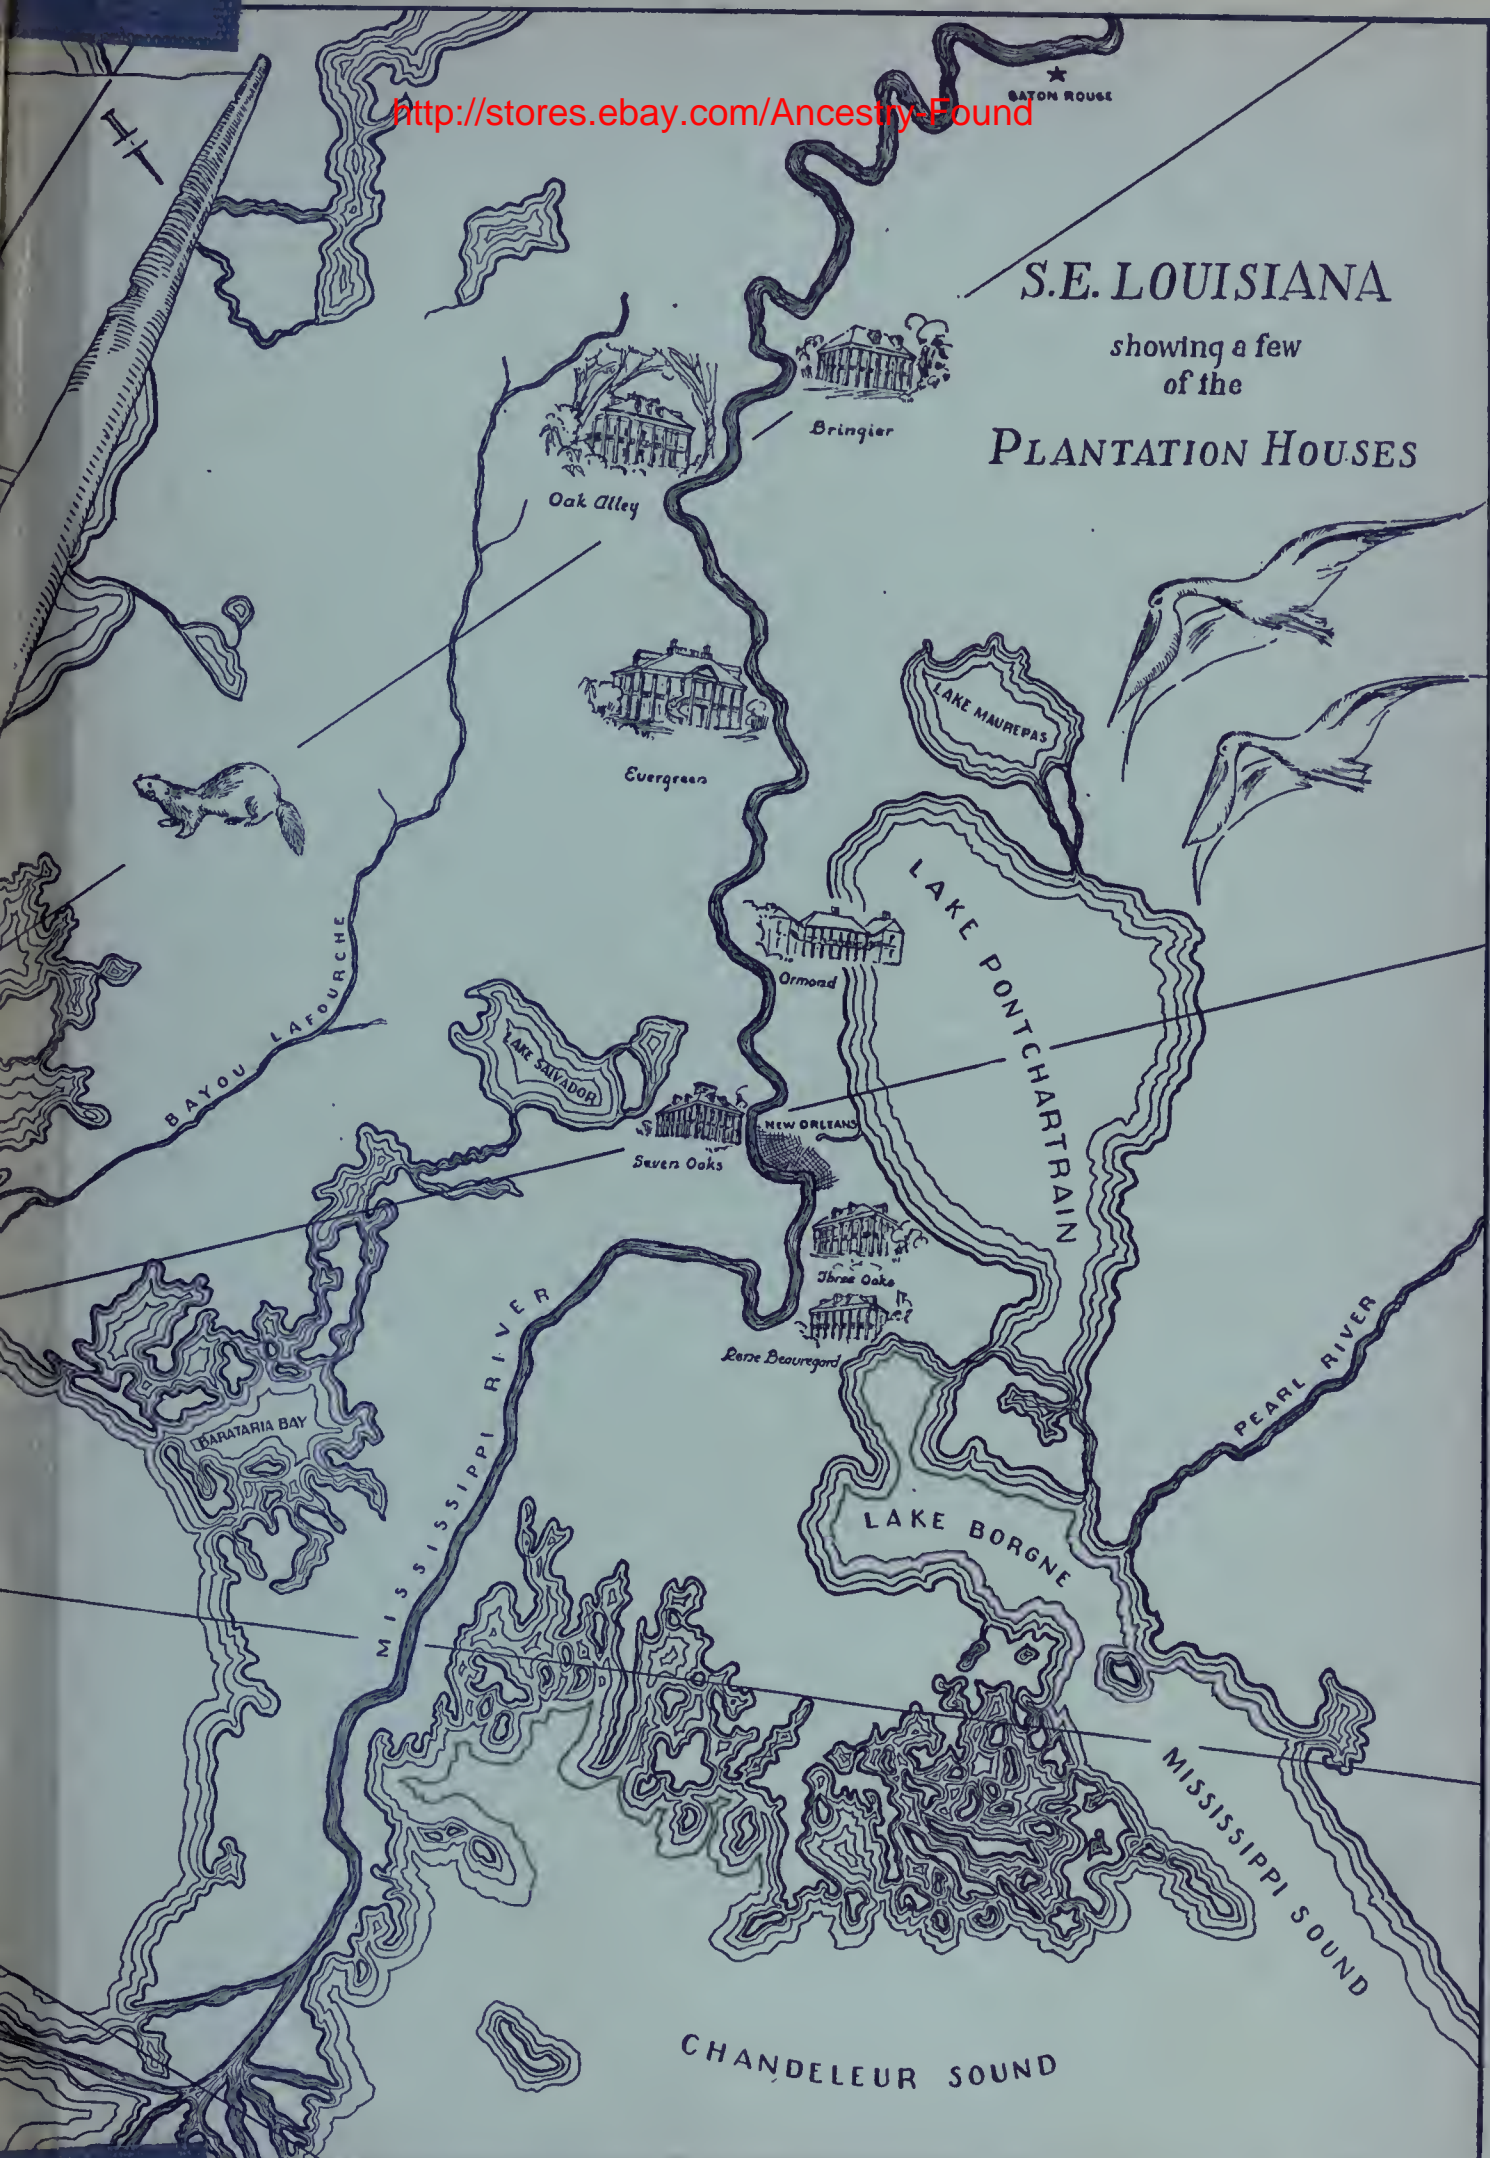 BATON ROUGE
http://stores.ebay.com/Ancestry-Found
S.E. LOUISIANA
showing a few
of the
PLANTATION HOUSES
Bringier
Oak Alley
LAKE MAUREPAS
Evergreen
LAKE PONTCHARTRAIN
Ormond
BAYOU LAFOURCHE
LAKE SALVADOR
NEW ORLEANS
Seven Oaks
Three Oaks
Rene Beauregard
MISSISSIPPI RIVER
PEARL RIVER
BARATARIA BAY
LAKE BORGNE
MISSISSIPPI SOUND
CHANDELEUR SOUND